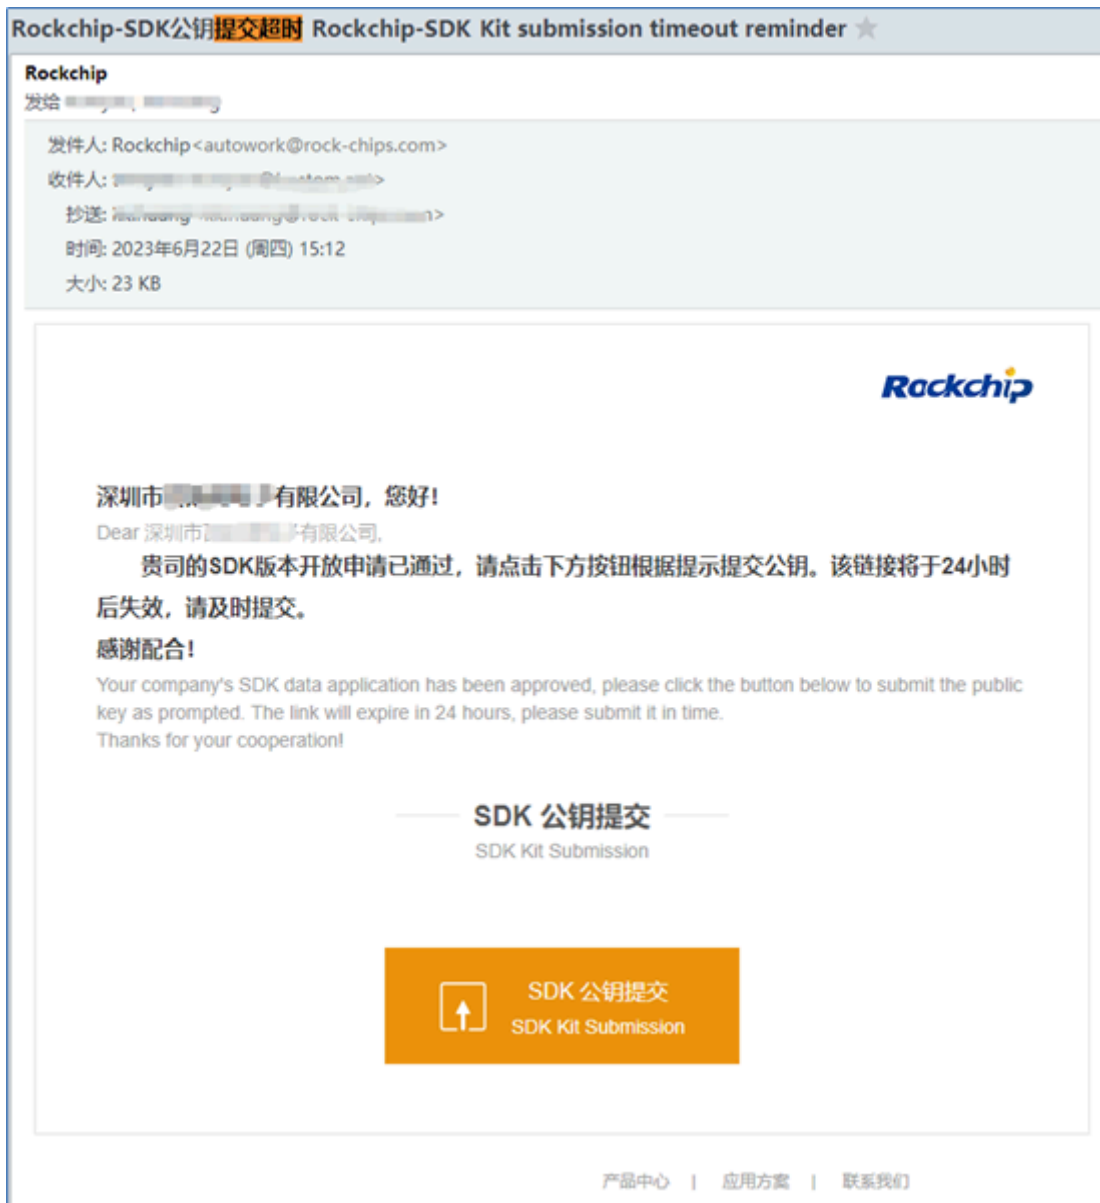 Rockchip-SDK公钥提交超时 Rockchip-SDK Kit submission timeout reminder
Rockchip
发给
发件人: Rockchip<autowork@rock-chips.com>
收件人:
抄送:
时间: 2023年6月22日 (周四) 15:12
大小: 23 KB
Rockchip
深圳市 有限公司，您好!
Dear 深圳市 有限公司,
贵司的SDK版本开放申请已通过，请点击下方按钮根据提示提交公钥。该链接将于24小时
后失效，请及时提交。
感谢配合!
Your company's SDK data application has been approved, please click the button below to submit the public
key as prompted. The link will expire in 24 hours, please submit it in time.
Thanks for your cooperation!
SDK 公钥提交
SDK Kit Submission
SDK 公钥提交
SDK Kit Submission
产品中心 | 应用方案 | 联系我们